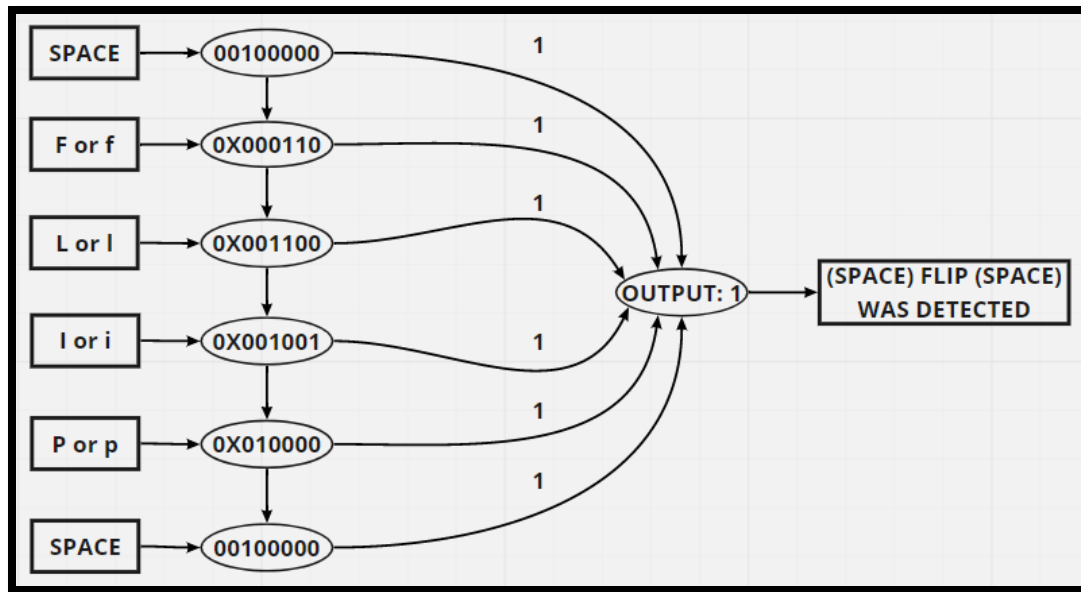 SPACE
00100000
1
F or f
0X000110
1
L or l
0X001100
1
OUTPUT: 1
(SPACE) FLIP (SPACE)
WAS DETECTED
I or i
0X001001
1
P or p
0X010000
1
SPACE
00100000
1